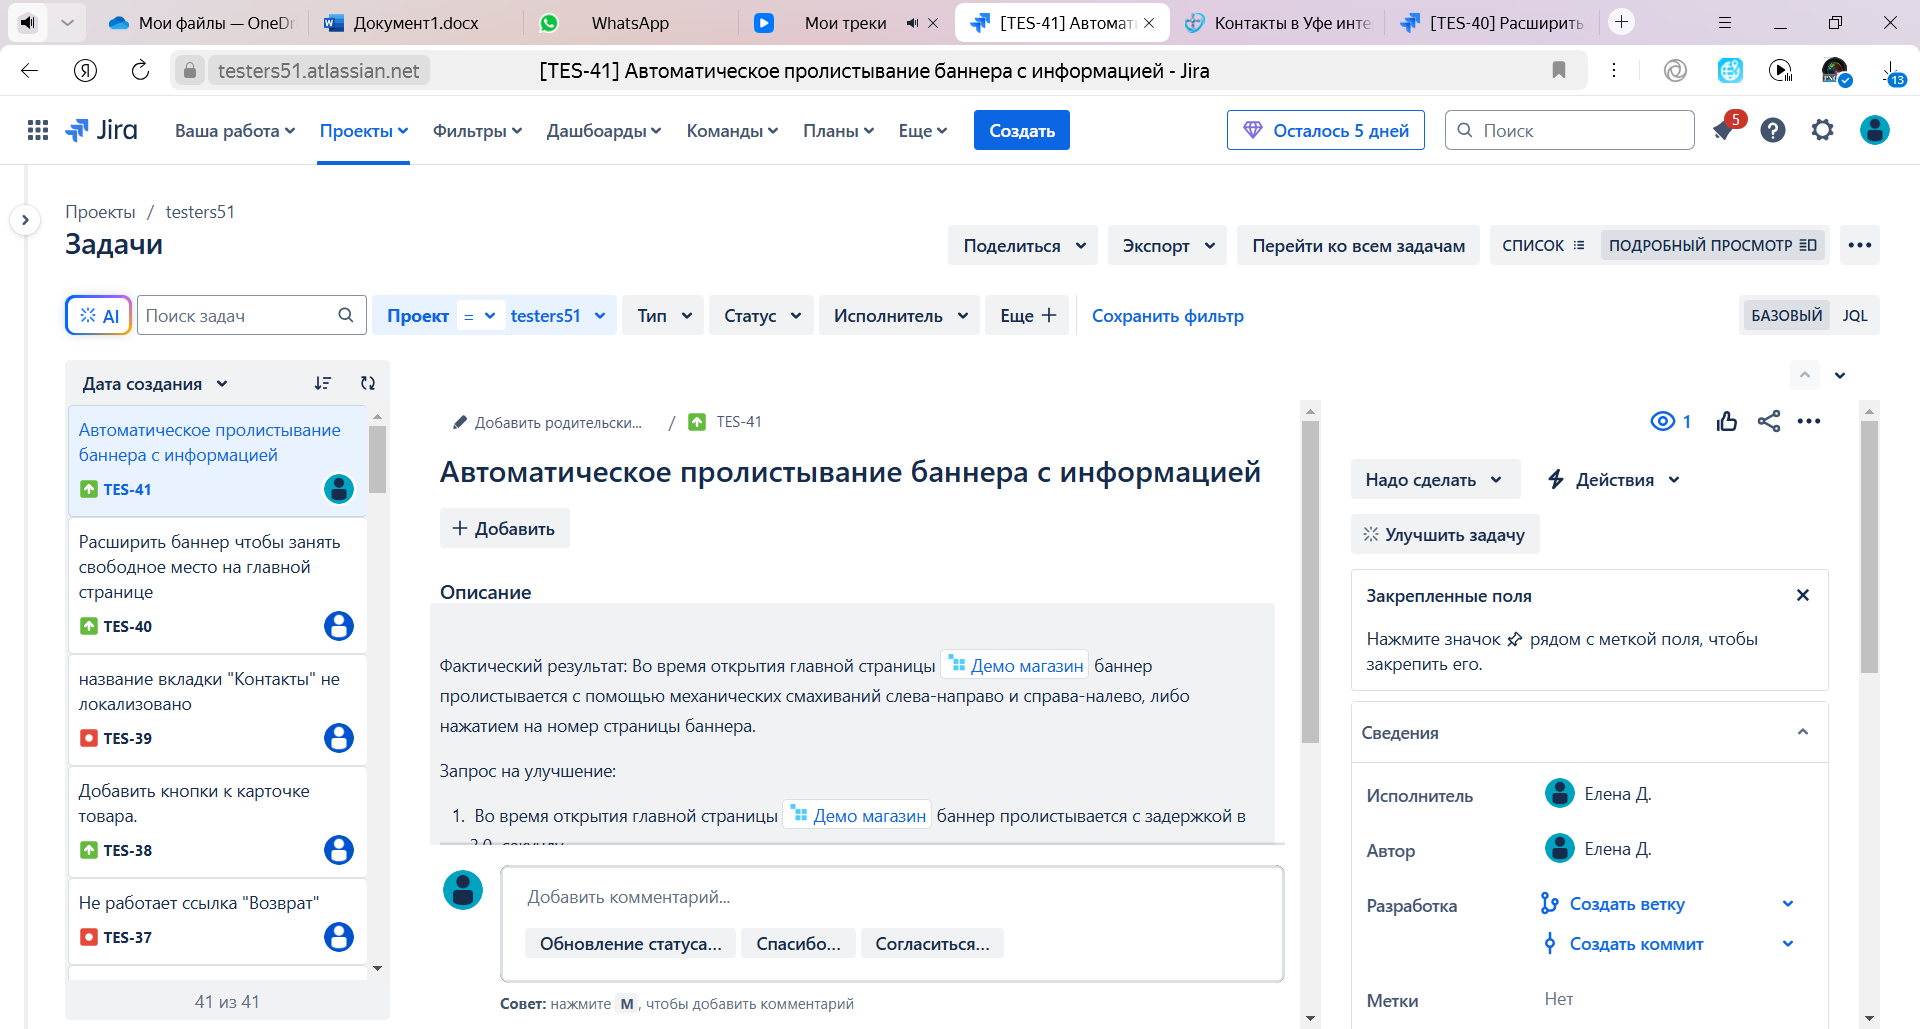 Мои файлы — OneDr
Документ1.docx
WhatsApp
Мои треки
[TES-41] Автомат
Контакты в Уфе инте
[TES-40] Расширить
Я
testers51.atlassian.net
[TES-41] Автоматическое пролистывание баннера с информацией - Jira
13
Jira
Ваша работа
Проекты
Фильтры
Дашбоарды
Команды
Планы
Еще
Создать
Осталось 5 дней
Поиск
5
Проекты / testers51
Задачи
Поделиться
Экспорт
Перейти ко всем задачам
СПИСОК
ПОДРОБНЫЙ ПРОСМОТР
AI
Поиск задач
Проект = testers51
Тип
Статус
Исполнитель
Еще
Сохранить фильтр
БАЗОВЫЙ
JQL
Дата создания
Автоматическое пролистывание
баннера с информацией
TES-41
Расширить баннер чтобы занять
свободное место на главной
странице
TES-40
название вкладки "Контакты" не
локализовано
TES-39
Добавить кнопки к карточке
товара.
TES-38
Не работает ссылка "Возврат"
TES-37
41 из 41
Добавить родительски... / TES-41
Автоматическое пролистывание баннера с информацией
Добавить
Описание
Фактический результат: Во время открытия главной страницы Демо магазин баннер
пролистывается с помощью механических смахиваний слева-направо и справа-налево, либо
нажатием на номер страницы баннера.
Запрос на улучшение:
1. Во время открытия главной страницы Демо магазин баннер пролистывается с задержкой в
Добавить комментарий...
Обновление статуса...
Спасибо...
Согласиться...
Совет: нажмите M , чтобы добавить комментарий
1
Надо сделать
Действия
Улучшить задачу
Закрепленные поля
Нажмите значок рядом с меткой поля, чтобы
закрепить его.
Сведения
Исполнитель
Елена Д.
Автор
Елена Д.
Разработка
Создать ветку
Создать коммит
Метки
Нет